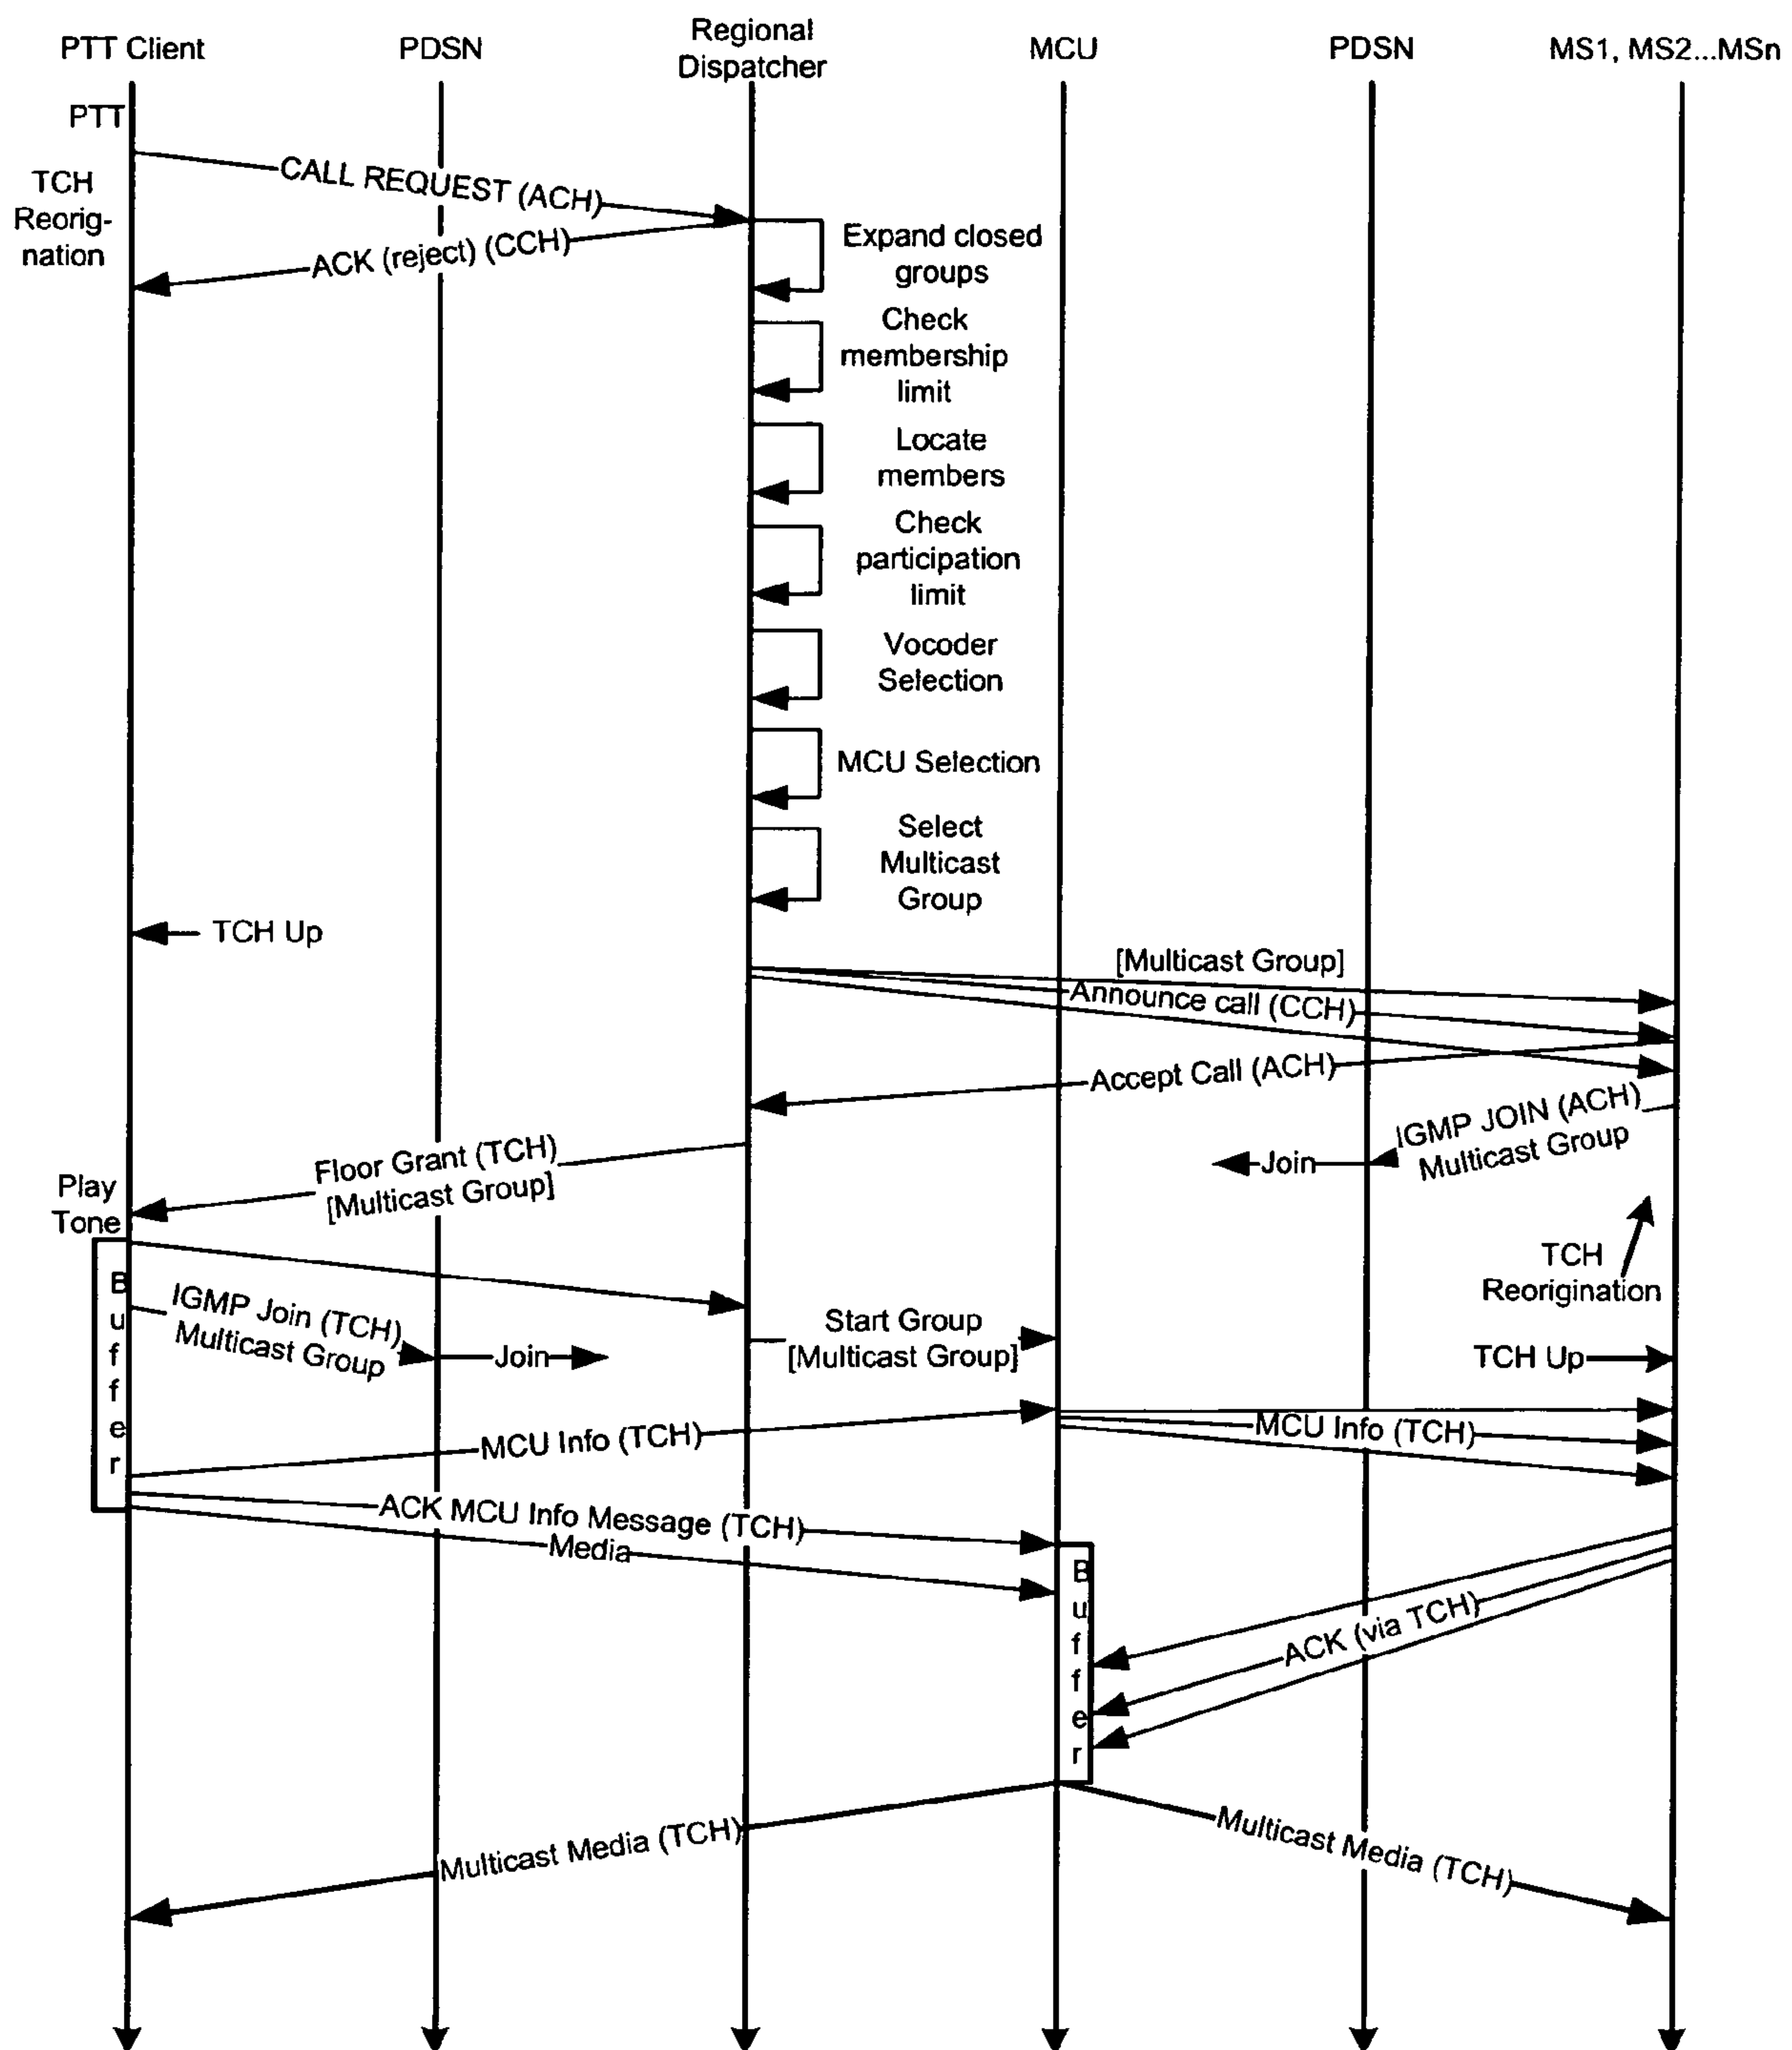 PTT Client
PDSN
Regional
Dispatcher
MCU
PDSN
MS1, MS2...MSn
PTT
CALL REQUEST (ACH)
TCH
Reorig-
nation
ACK (reject) (CCH)
Expand closed
groups
Check
membership
limit
Locate
members
Check
participation
limit
Vocoder
Selection
MCU Selection
Select
Multicast
Group
TCH Up
[Multicast Group]
Announce call (CCH)
Accept Call (ACH)
IGMP JOIN (ACH)
Multicast Group
Join
Floor Grant (TCH)
[Multicast Group]
Play
Tone
TCH
Reorigination
Buffer
IGMP Join (TCH)
Multicast Group
Join
Start Group
[Multicast Group]
TCH Up
MCU Info (TCH)
MCU Info (TCH)
ACK MCU Info Message (TCH)
Media
Buffer
ACK (via TCH)
Multicast Media (TCH)
Multicast Media (TCH)